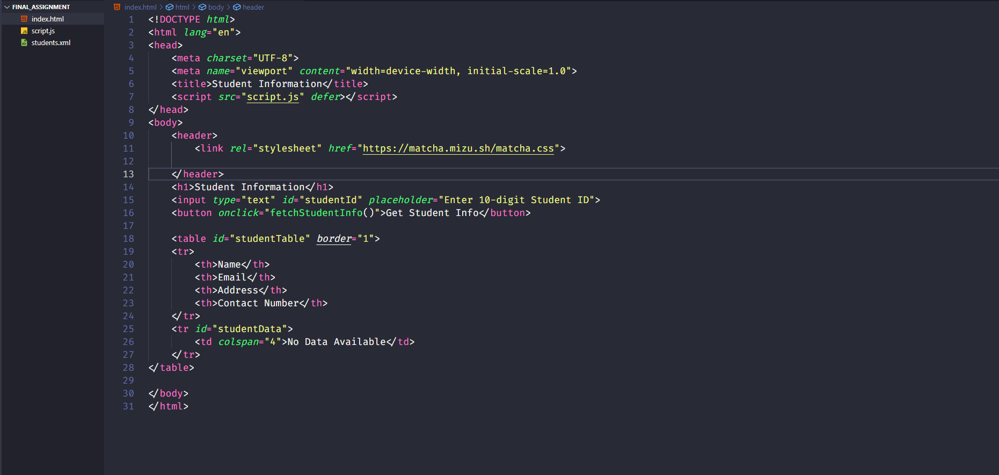 FINAL_ASSIGNMENT
index.html
script.js
students.xml
index.html > html > body > header
1 <!DOCTYPE html>
2 <html lang="en">
3 <head>
4     <meta charset="UTF-8">
5     <meta name="viewport" content="width=device-width, initial-scale=1.0">
6     <title>Student Information</title>
7     <script src="script.js" defer></script>
8 </head>
9 <body>
10     <header>
11         <link rel="stylesheet" href="https://matcha.mizu.sh/matcha.css">
12
13     </header>
14     <h1>Student Information</h1>
15     <input type="text" id="studentId" placeholder="Enter 10-digit Student ID">
16     <button onclick="fetchStudentInfo()">Get Student Info</button>
17
18     <table id="studentTable" border="1">
19     <tr>
20         <th>Name</th>
21         <th>Email</th>
22         <th>Address</th>
23         <th>Contact Number</th>
24     </tr>
25     <tr id="studentData">
26         <td colspan="4">No Data Available</td>
27     </tr>
28 </table>
29
30 </body>
31 </html>